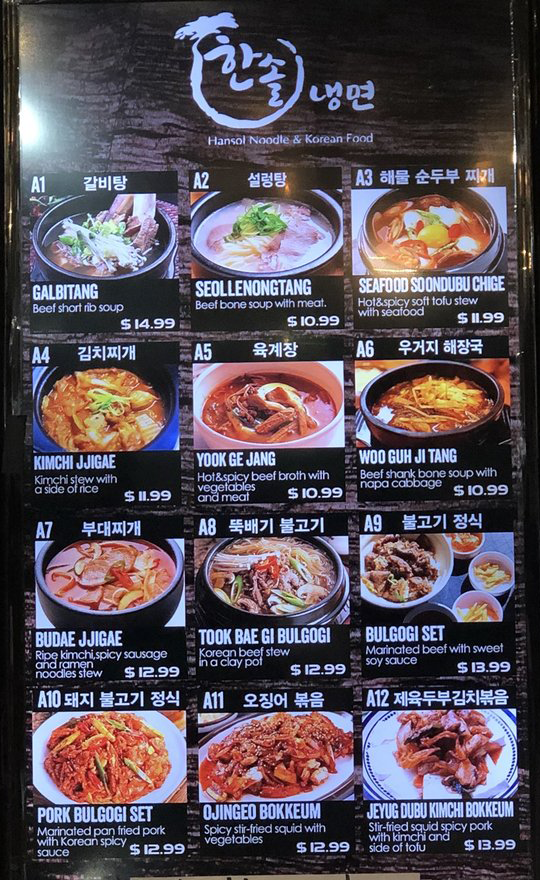 한솔 냉면
Hansol Noodle & Korean Food
A1 갈비탕
GALBITANG
Beef short rib soup
$14.99
A2 설렁탕
SEOLLENONGTANG
Beef bone soup with meat.
$10.99
A3 해물 순두부 찌개
SEAFOOD SOONDUBU CHIGE
Hot&spicy soft tofu stew
with seafood
$11.99
A4 김치찌개
KIMCHI JJIGAE
Kimchi stew with
a side of rice
$11.99
A5 육계장
YOOK GE JANG
Hot&spicy beef broth with
vegetables
and meat
$10.99
A6 우거지 해장국
WOO GUH JI TANG
Beef shank bone soup with
napa cabbage
$10.99
A7 부대찌개
BUDAE JJIGAE
Ripe kimchi,spicy sausage
and ramen
noodles stew
$12.99
A8 뚝배기 불고기
TOOK BAE GI BULGOGI
Korean beef stew
in a clay pot
$12.99
A9 불고기 정식
BULGOGI SET
Marinated beef with sweet
soy sauce
$13.99
A10 돼지 불고기 정식
PORK BULGOGI SET
Marinated pan fried pork
with Korean spicy
sauce
$12.99
A11 오징어 볶음
OJINGEO BOKKEUM
Spicy stir-fried squid with
vegetables
$12.99
A12 제육두부김치볶음
JEYUG DUBU KIMCHI BOKKEUM
Stir-fried squid spicy pork
with kimchi and
side of tofu
$13.99